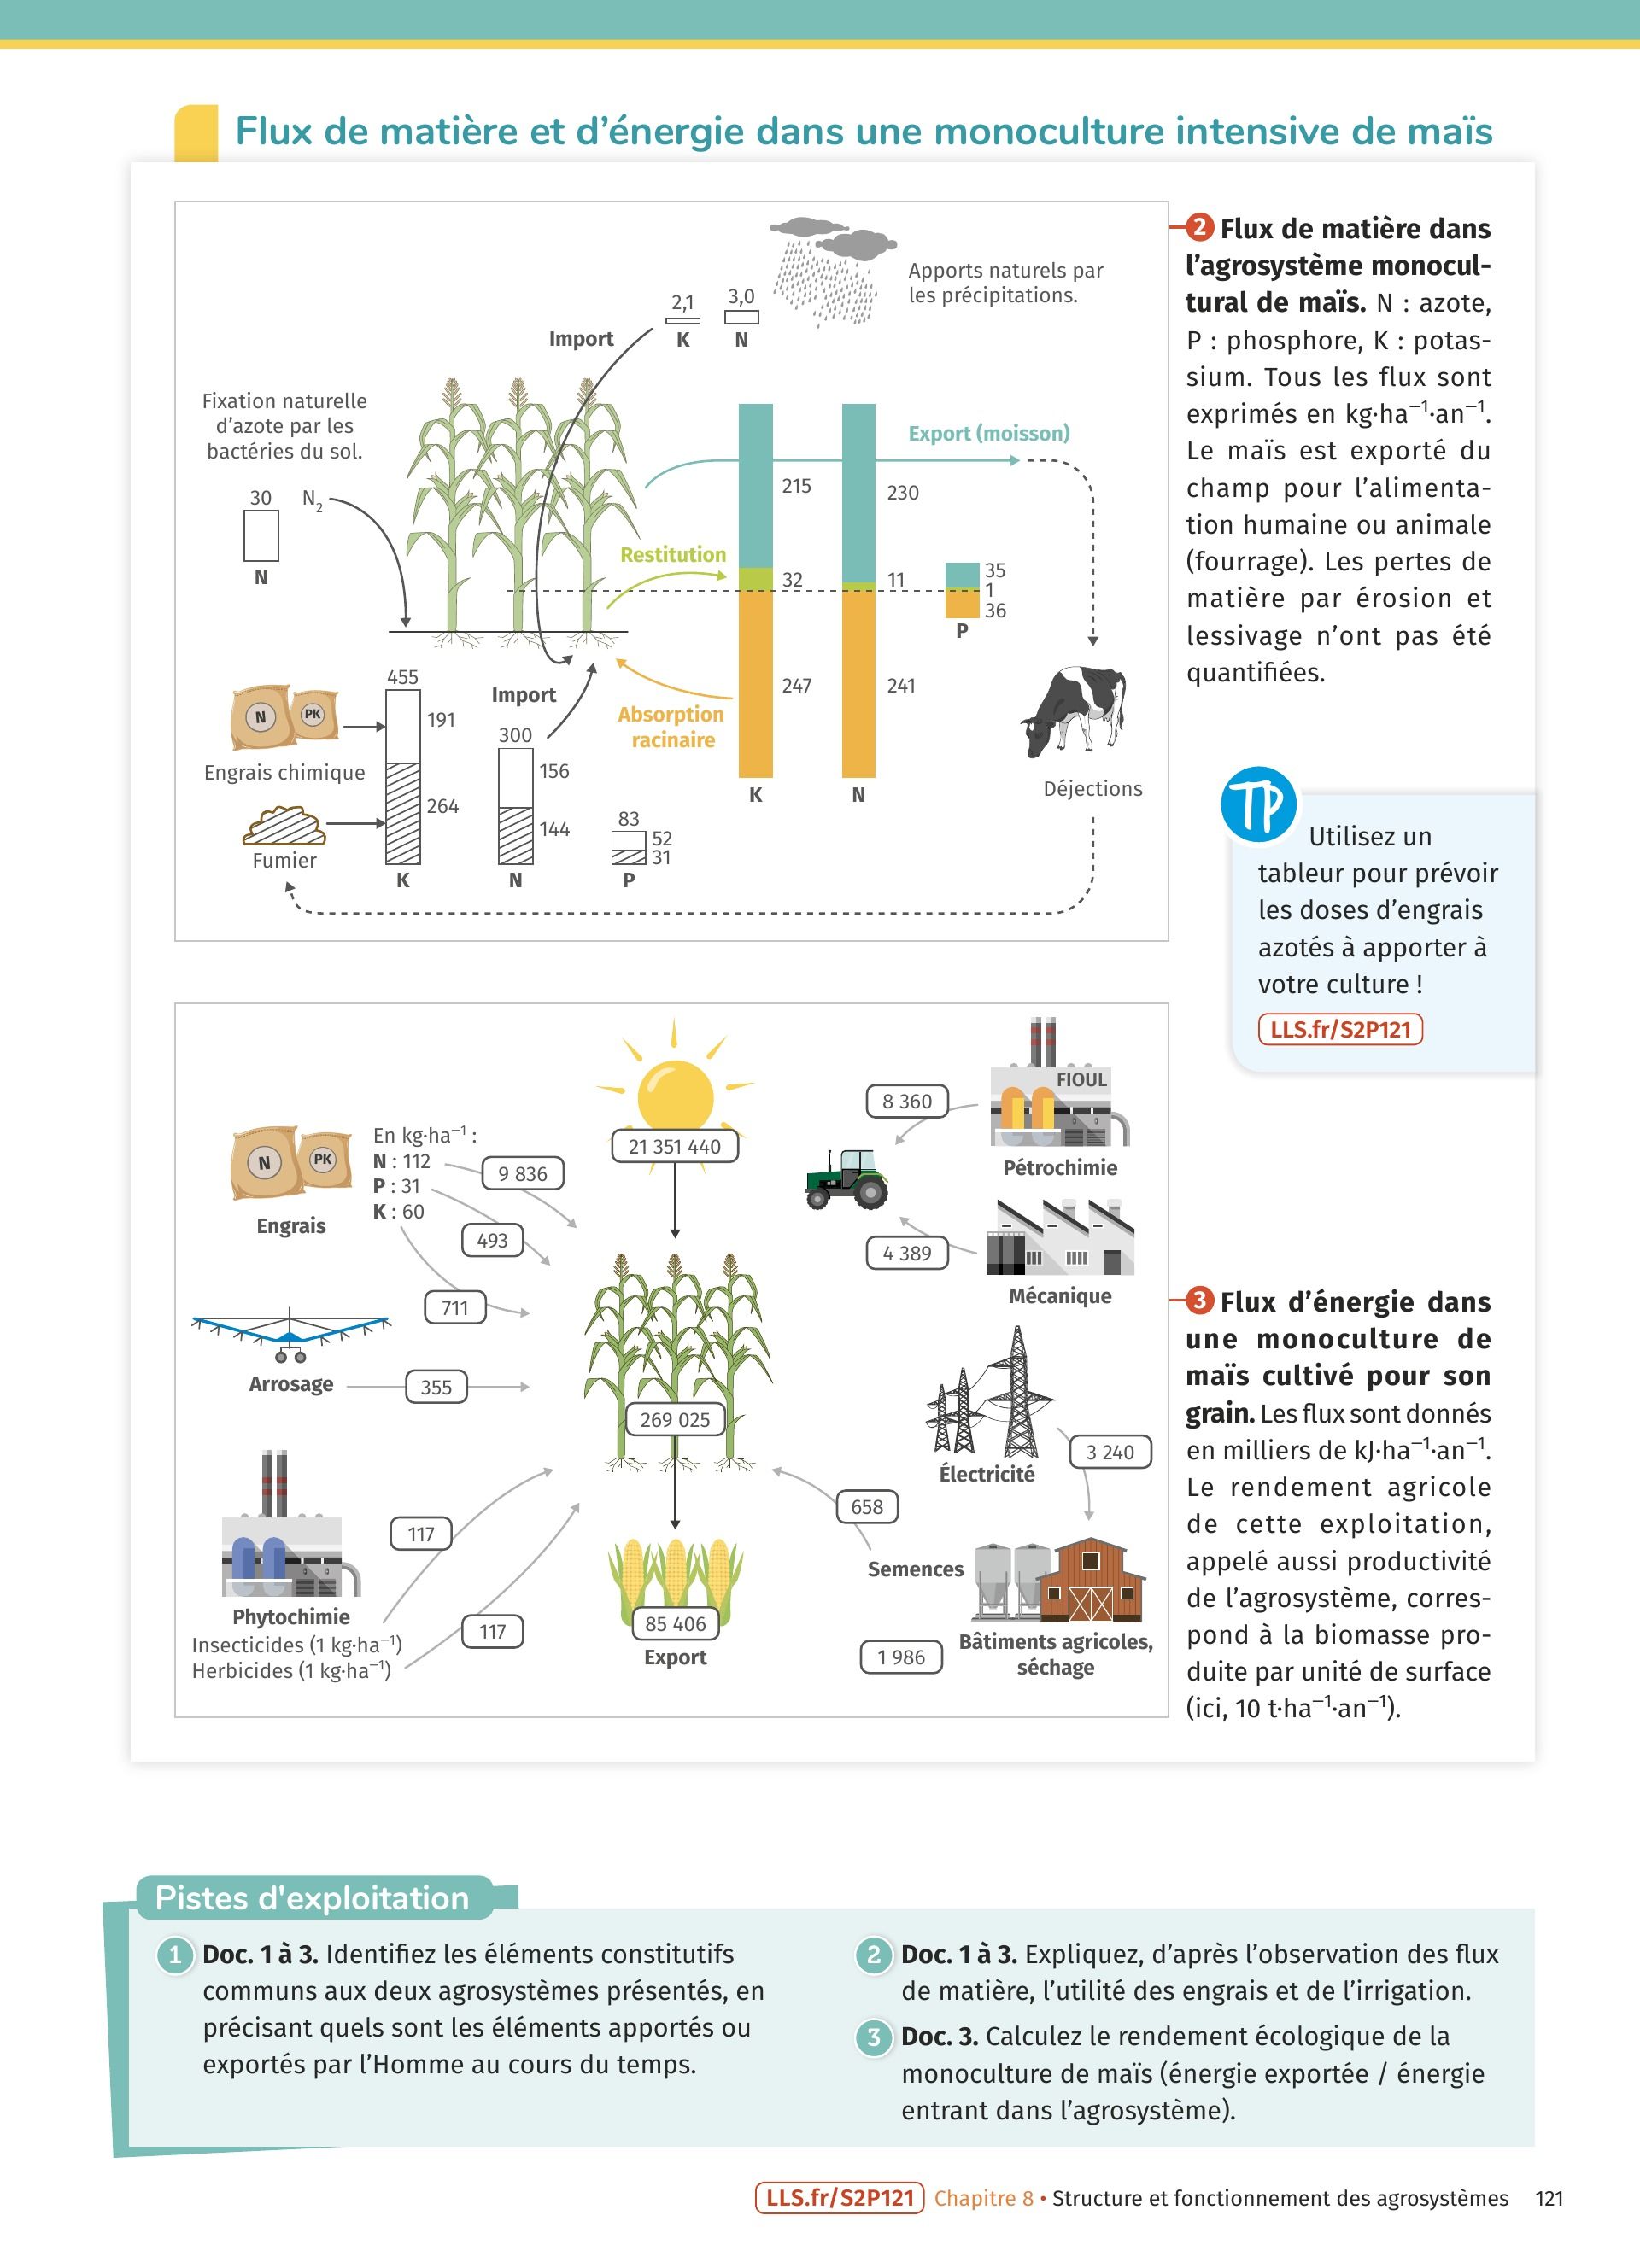 Flux de matière et d’énergie dans une monoculture intensive de maïs
Apports naturels par
les précipitations.
2,1
3,0
K
N
Import
Fixation naturelle
d’azote par les
bactéries du sol.
30
N₂
N
Export (moisson)
215
230
Restitution
32
11
35
1
36
P
247
241
Absorption
racinaire
K
N
Import
455
191
264
K
300
156
144
N
83
52
31
P
N
PK
Engrais chimique
Fumier
Déjections
2 Flux de matière dans
l’agrosystème monocul-
tural de maïs. N : azote,
P : phosphore, K : potas-
sium. Tous les flux sont
exprimés en kg·ha⁻¹·an⁻¹.
Le maïs est exporté du
champ pour l’alimenta-
tion humaine ou animale
(fourrage). Les pertes de
matière par érosion et
lessivage n’ont pas été
quantifiées.
TP
Utilisez un
tableur pour prévoir
les doses d’engrais
azotés à apporter à
votre culture !
LLS.fr/S2P121
21 351 440
N
PK
Engrais
En kg·ha⁻¹ :
N : 112
P : 31
K : 60
9 836
493
711
Arrosage
355
Phytochimie
Insecticides (1 kg·ha⁻¹)
Herbicides (1 kg·ha⁻¹)
117
117
269 025
85 406
Export
FIOUL
8 360
Pétrochimie
4 389
Mécanique
Électricité
3 240
658
Semences
1 986
Bâtiments agricoles,
séchage
3 Flux d’énergie dans
une monoculture de
maïs cultivé pour son
grain. Les flux sont donnés
en milliers de kJ·ha⁻¹·an⁻¹.
Le rendement agricole
de cette exploitation,
appelé aussi productivité
de l’agrosystème, corres-
pond à la biomasse pro-
duite par unité de surface
(ici, 10 t·ha⁻¹·an⁻¹).
Pistes d'exploitation
1 Doc. 1 à 3. Identifiez les éléments constitutifs
communs aux deux agrosystèmes présentés, en
précisant quels sont les éléments apportés ou
exportés par l’Homme au cours du temps.
2 Doc. 1 à 3. Expliquez, d’après l’observation des flux
de matière, l’utilité des engrais et de l’irrigation.
3 Doc. 3. Calculez le rendement écologique de la
monoculture de maïs (énergie exportée / énergie
entrant dans l’agrosystème).
LLS.fr/S2P121 Chapitre 8 • Structure et fonctionnement des agrosystèmes 121